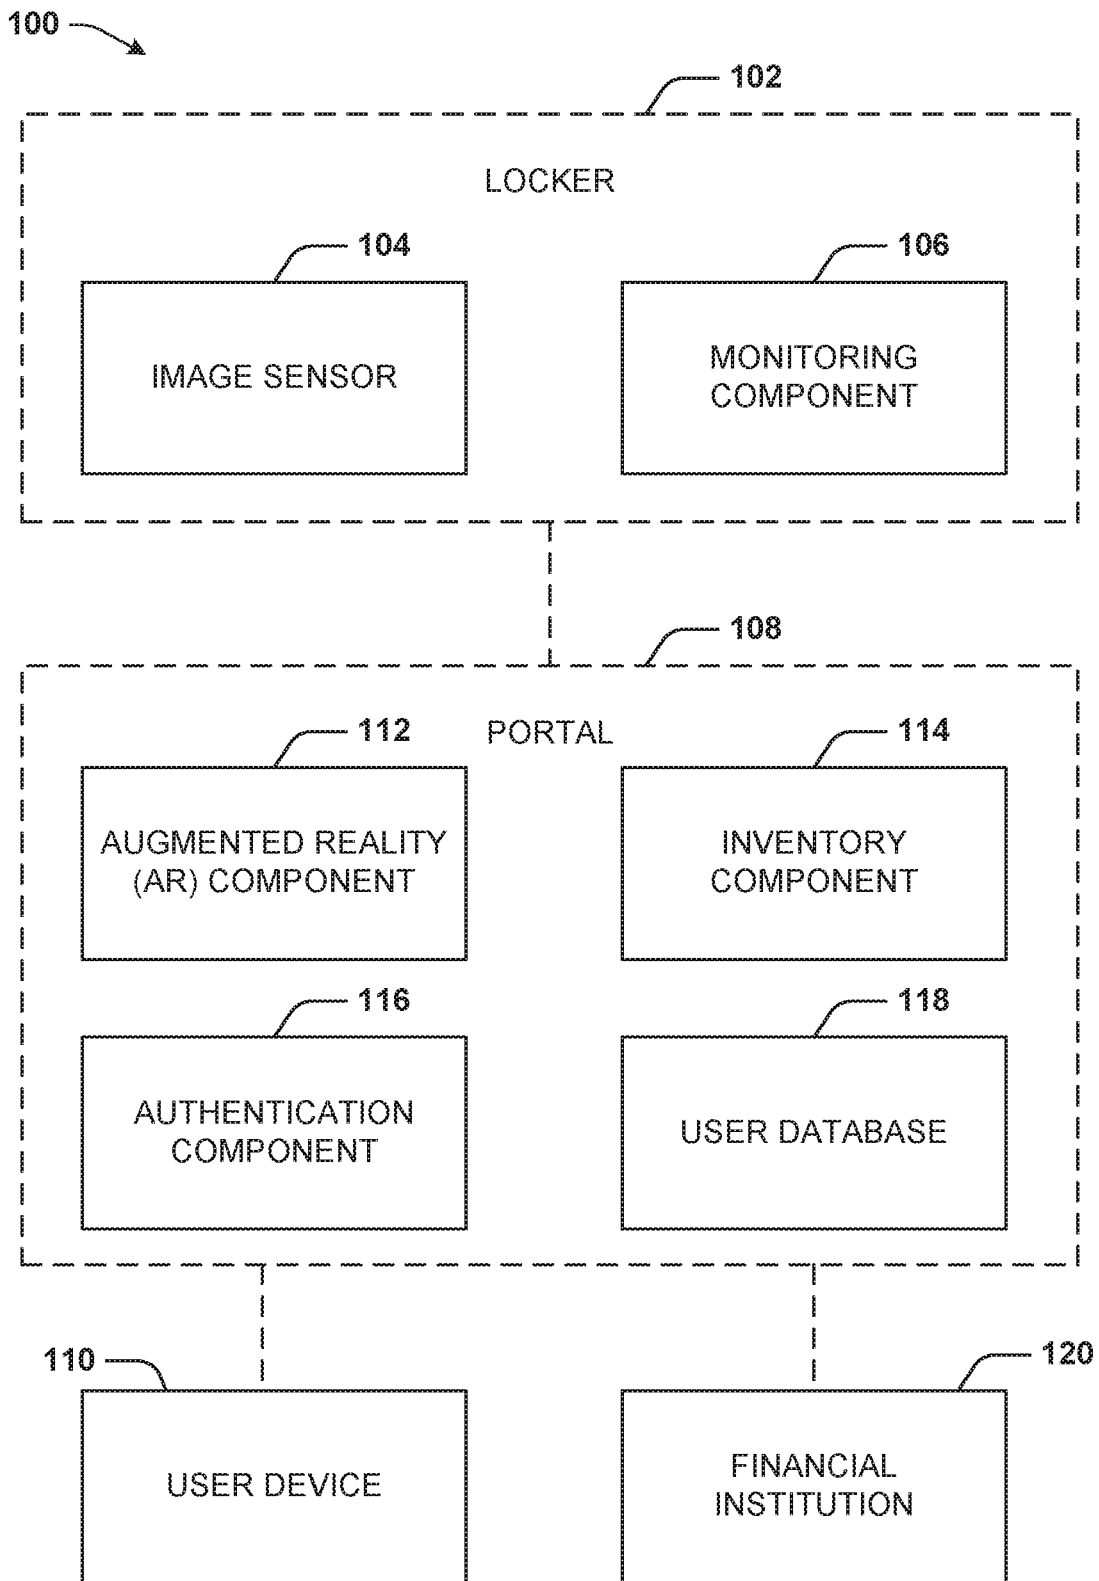 100
102
LOCKER
104
106
IMAGE SENSOR
MONITORING
COMPONENT
108
PORTAL
112
114
AUGMENTED REALITY
(AR) COMPONENT
INVENTORY
COMPONENT
116
118
AUTHENTICATION
COMPONENT
USER DATABASE
110
120
USER DEVICE
FINANCIAL
INSTITUTION